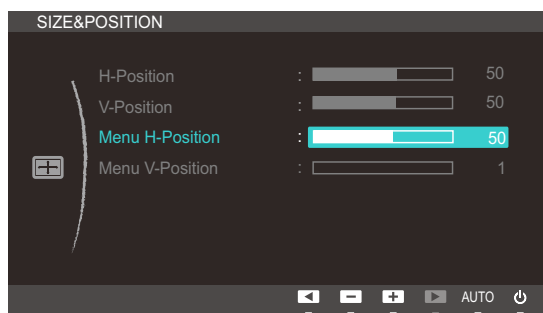 SIZE&POSITION
H-Position : 50
V-Position : 50
Menu H-Position : 50
Menu V-Position : 1
AUTO